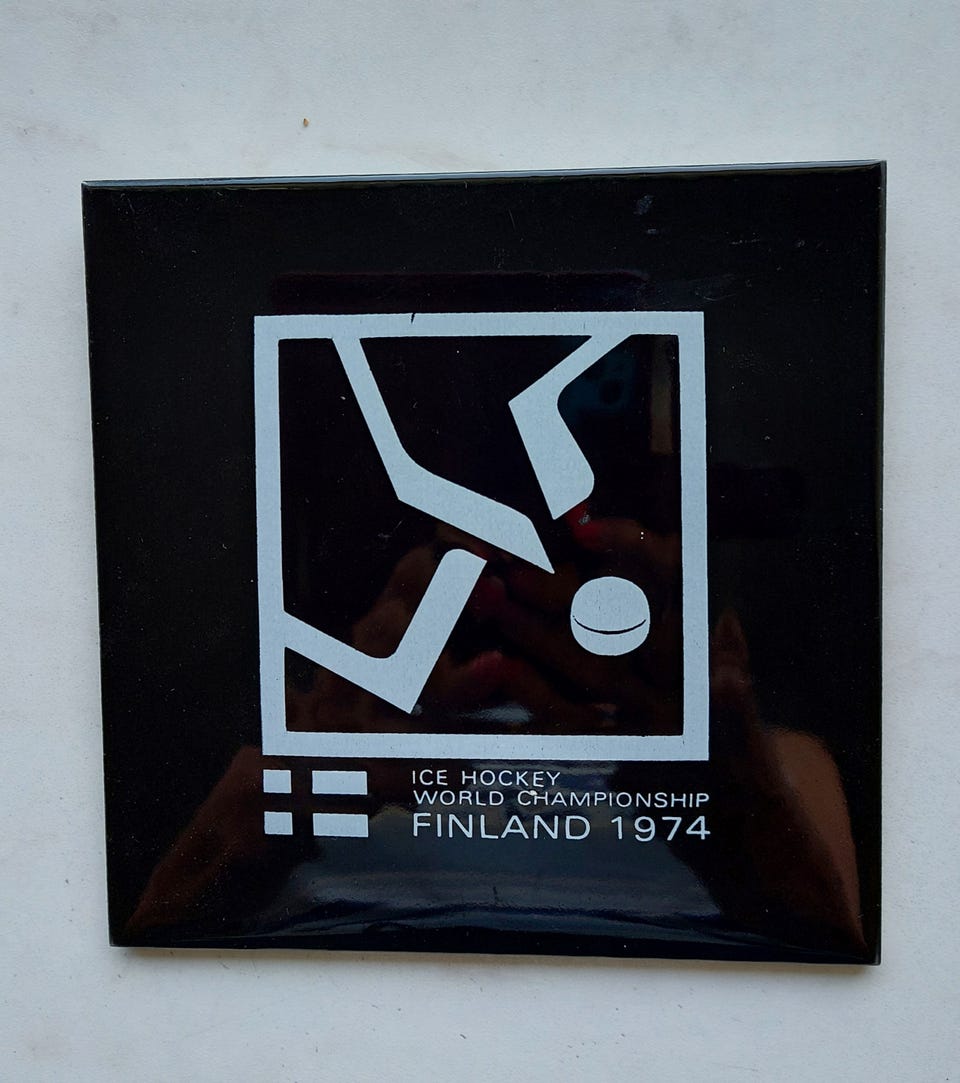 ICE HOCKEY
WORLD CHAMPIONSHIP
FINLAND 1974